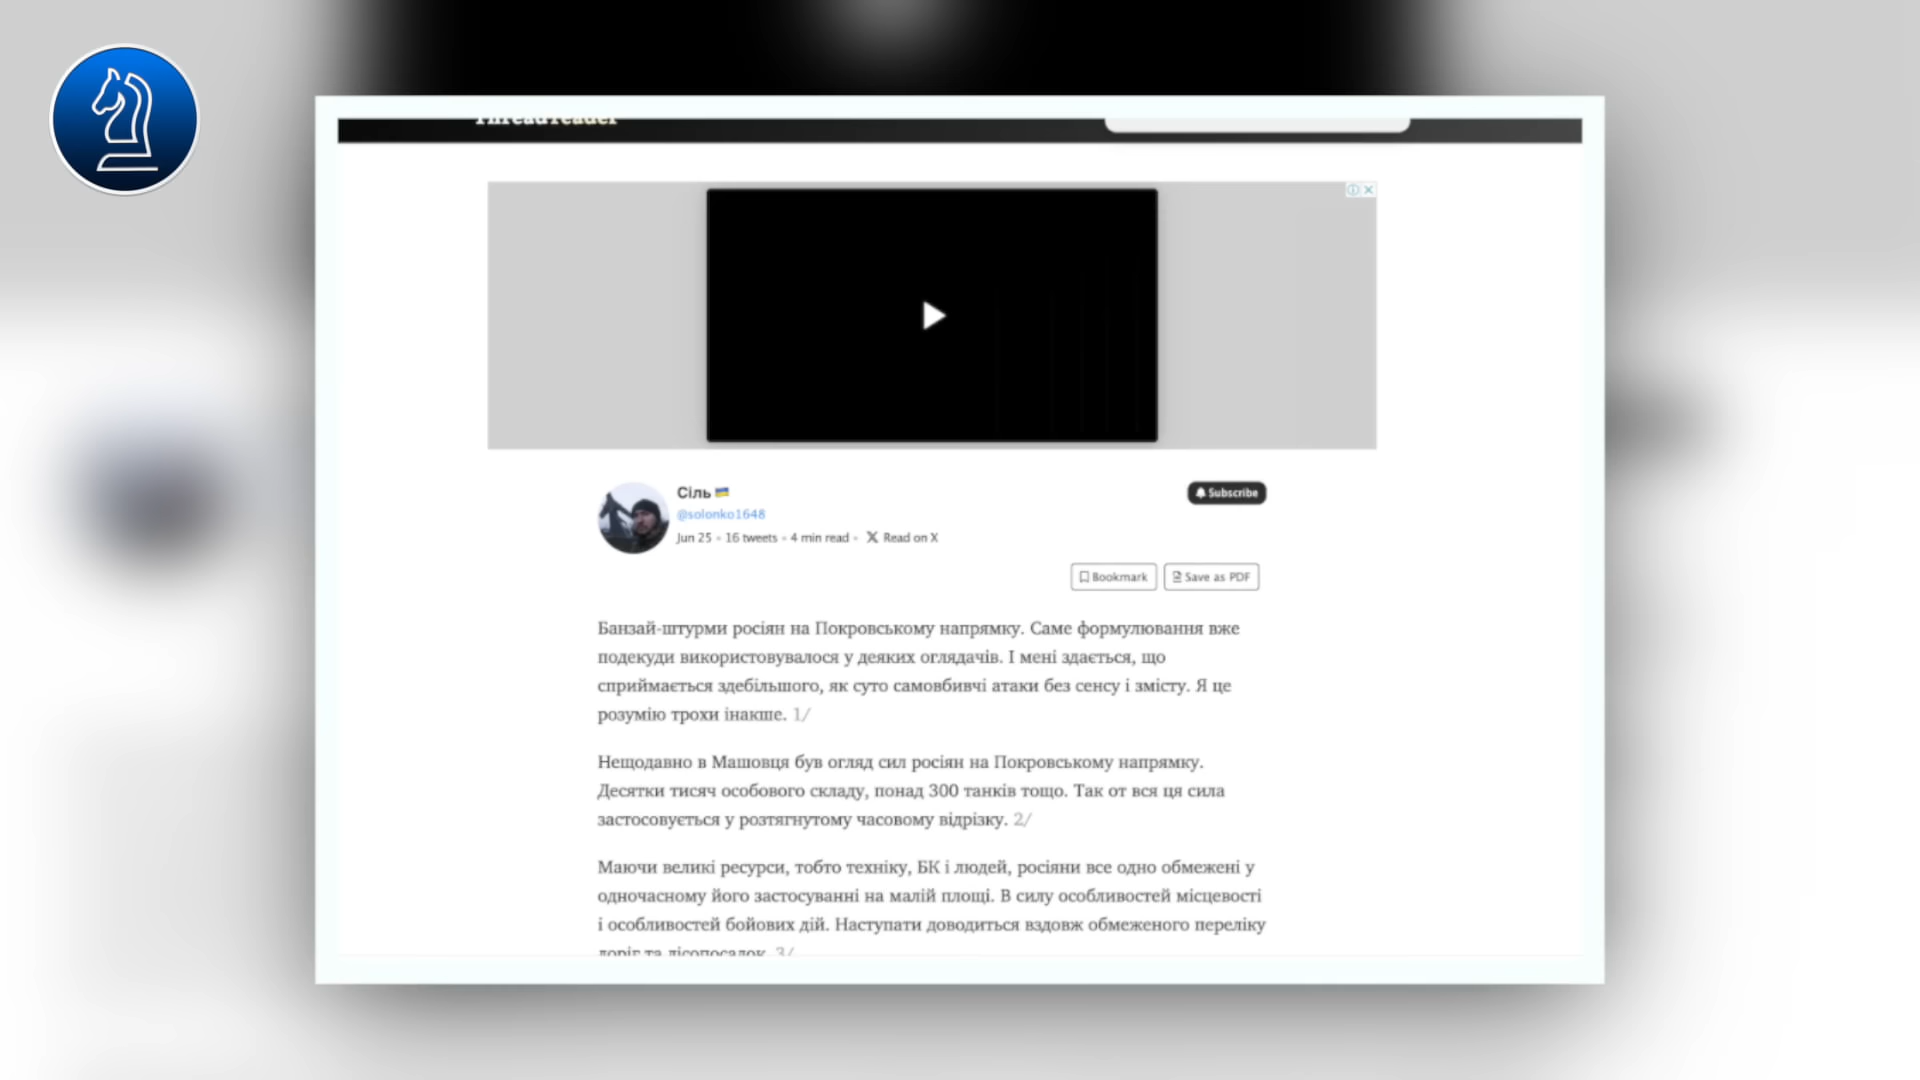 ThreadReader
Сіль
Subscribe
@solonko1648
Jun 25 • 16 tweets • 4 min read • X Read on X
Bookmark Save as PDF
Банзай-штурми росіян на Покровському напрямку. Саме формулювання вже
подекуди використовувалося у деяких оглядачів. І мені здається, що
сприймається здебільшого, як суто самовбивчі атаки без сенсу і змісту. Я це
розумію трохи інакше. 1/
Нещодавно в Машовця був огляд сил росіян на Покровському напрямку.
Десятки тисяч особового складу, понад 300 танків тощо. Так от вся ця сила
застосовується у розтягнутому часовому відрізку. 2/
Маючи великі ресурси, тобто техніку, БК і людей, росіяни все одно обмежені у
одночасному його застосуванні на малій площі. В силу особливостей місцевості
і особливостей бойових дій. Наступати доводиться вздовж обмеженого переліку
доріг та лісопосадок. 3/